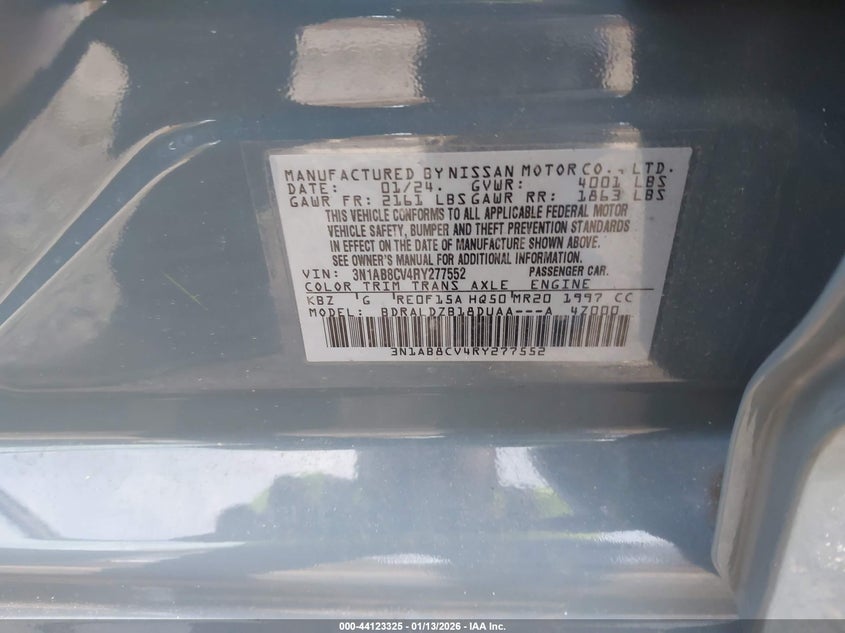 MANUFACTURED BY NISSAN MOTOR CO., LTD.
DATE: 01/24. GVWR: 4001 LBS
GAWR FR: 2161 LBS GAWR RR: 1863 LBS
THIS VEHICLE CONFORMS TO ALL APPLICABLE FEDERAL MOTOR
VEHICLE SAFETY, BUMPER AND THEFT PREVENTION STANDARDS
IN EFFECT ON THE DATE OF MANUFACTURE SHOWN ABOVE.
SEE OWNER'S MANUAL FOR ADDITIONAL INFORMATION.
VIN: 3N1AB8CV4RY277552 PASSENGER CAR.
COLOR TRIM TRANS AXLE ENGINE
KBZ G RE0F15A HQ50 MR20 1997 CC
MODEL: BDRALDZB18DUAA---A 4Z000
3N1AB8CV4RY277552
000-44123325 - 01/13/2026 - IAA Inc.